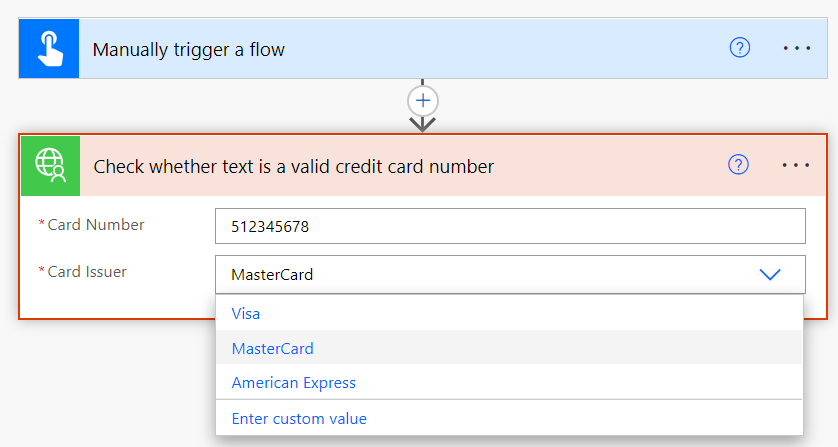 Manually trigger a flow
Check whether text is a valid credit card number
*Card Number
512345678
*Card Issuer
MasterCard
Visa
MasterCard
American Express
Enter custom value